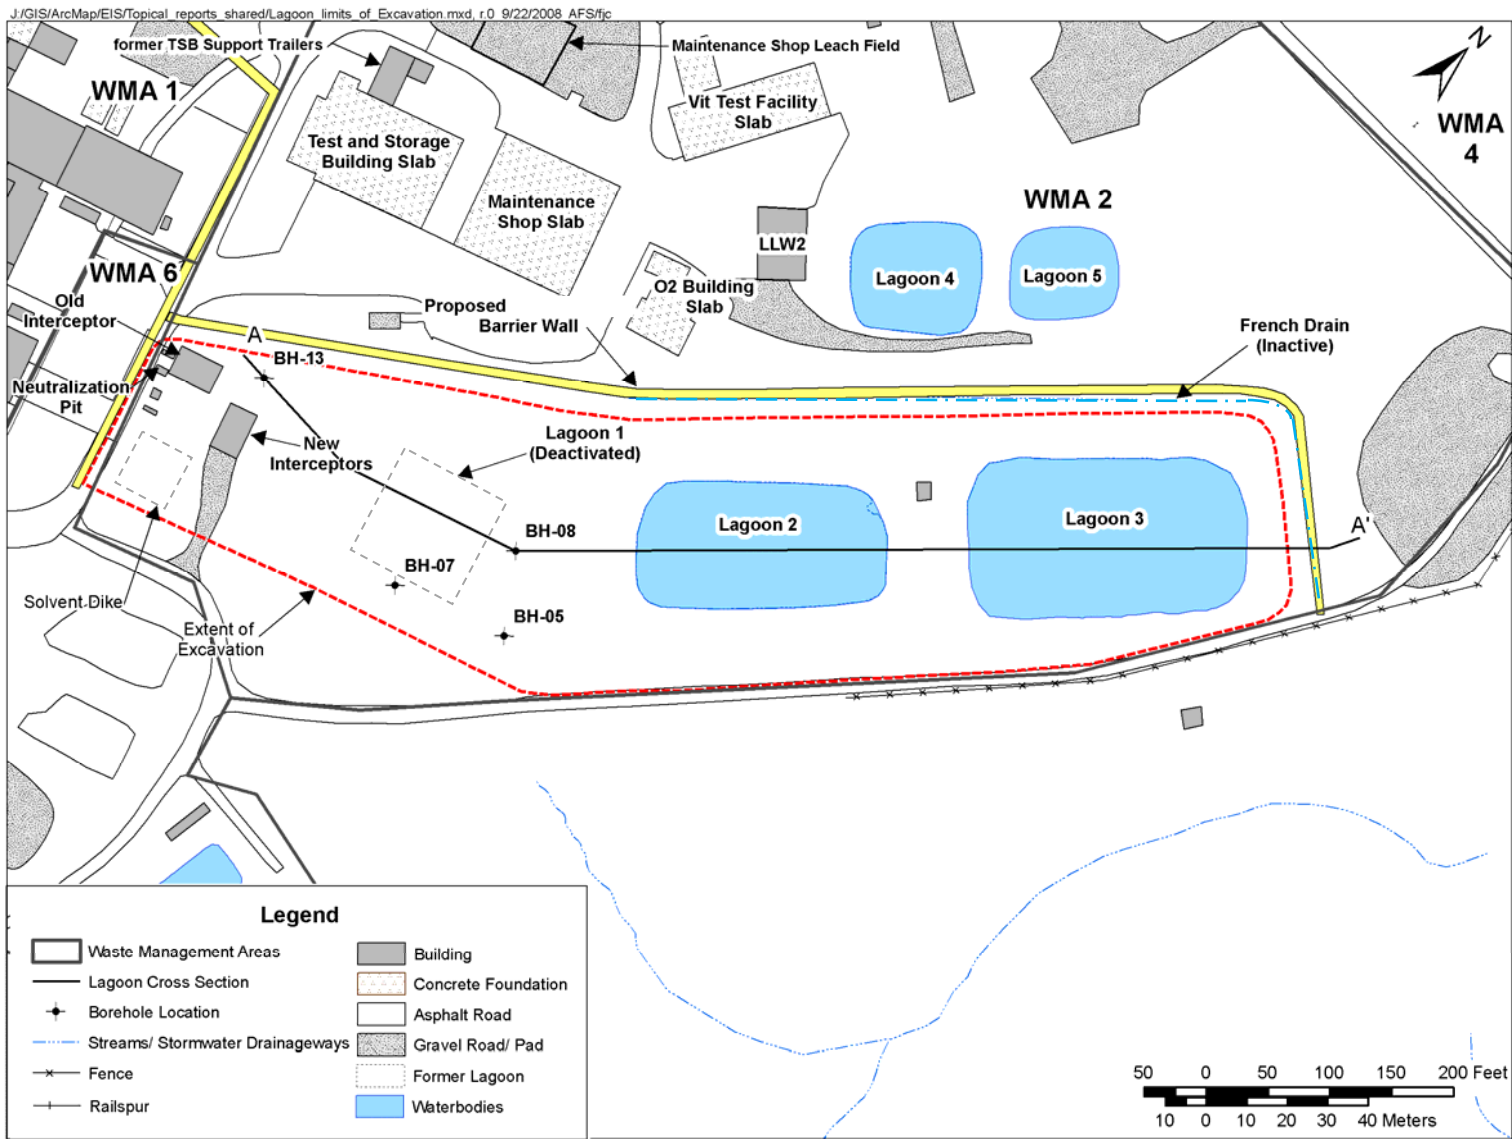 J:/GIS/ArcMap/EIS/Topical_reports_shared/Lagoon_limits_of_Excavation.mxd, r.0 9/22/2008 AFS/fjc
former TSB Support Trailers
Maintenance Shop Leach Field
N
WMA 1
Vit Test Facility
Slab
WMA
4
Test and Storage
Building Slab
Maintenance
Shop Slab
WMA 2
LLW2
WMA 6
Lagoon 4
Lagoon 5
O2 Building
Slab
Old
Interceptor
Proposed
Barrier Wall
French Drain
(Inactive)
A
BH-13
Neutralization
Pit
New
Interceptors
Lagoon 1
(Deactivated)
Lagoon 2
Lagoon 3
A'
BH-08
BH-07
BH-05
Solvent Dike
Extent of
Excavation
Legend
Waste Management Areas
Lagoon Cross Section
Borehole Location
Streams/ Stormwater Drainageways
Fence
Railspur
Building
Concrete Foundation
Asphalt Road
Gravel Road/ Pad
Former Lagoon
Waterbodies
50 0 50 100 150 200 Feet
10 0 10 20 30 40 Meters